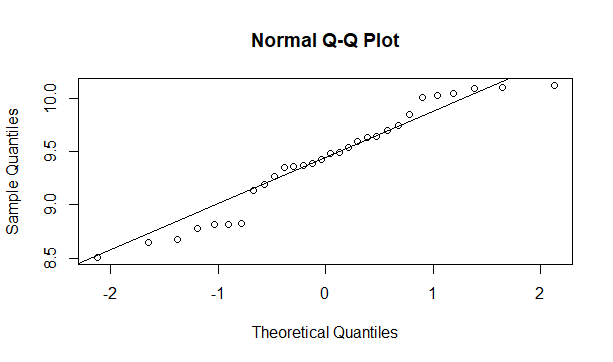 Normal Q-Q Plot
Sample Quantiles
10.0
9.5
9.0
8.5
-2 -1 0 1 2
Theoretical Quantiles